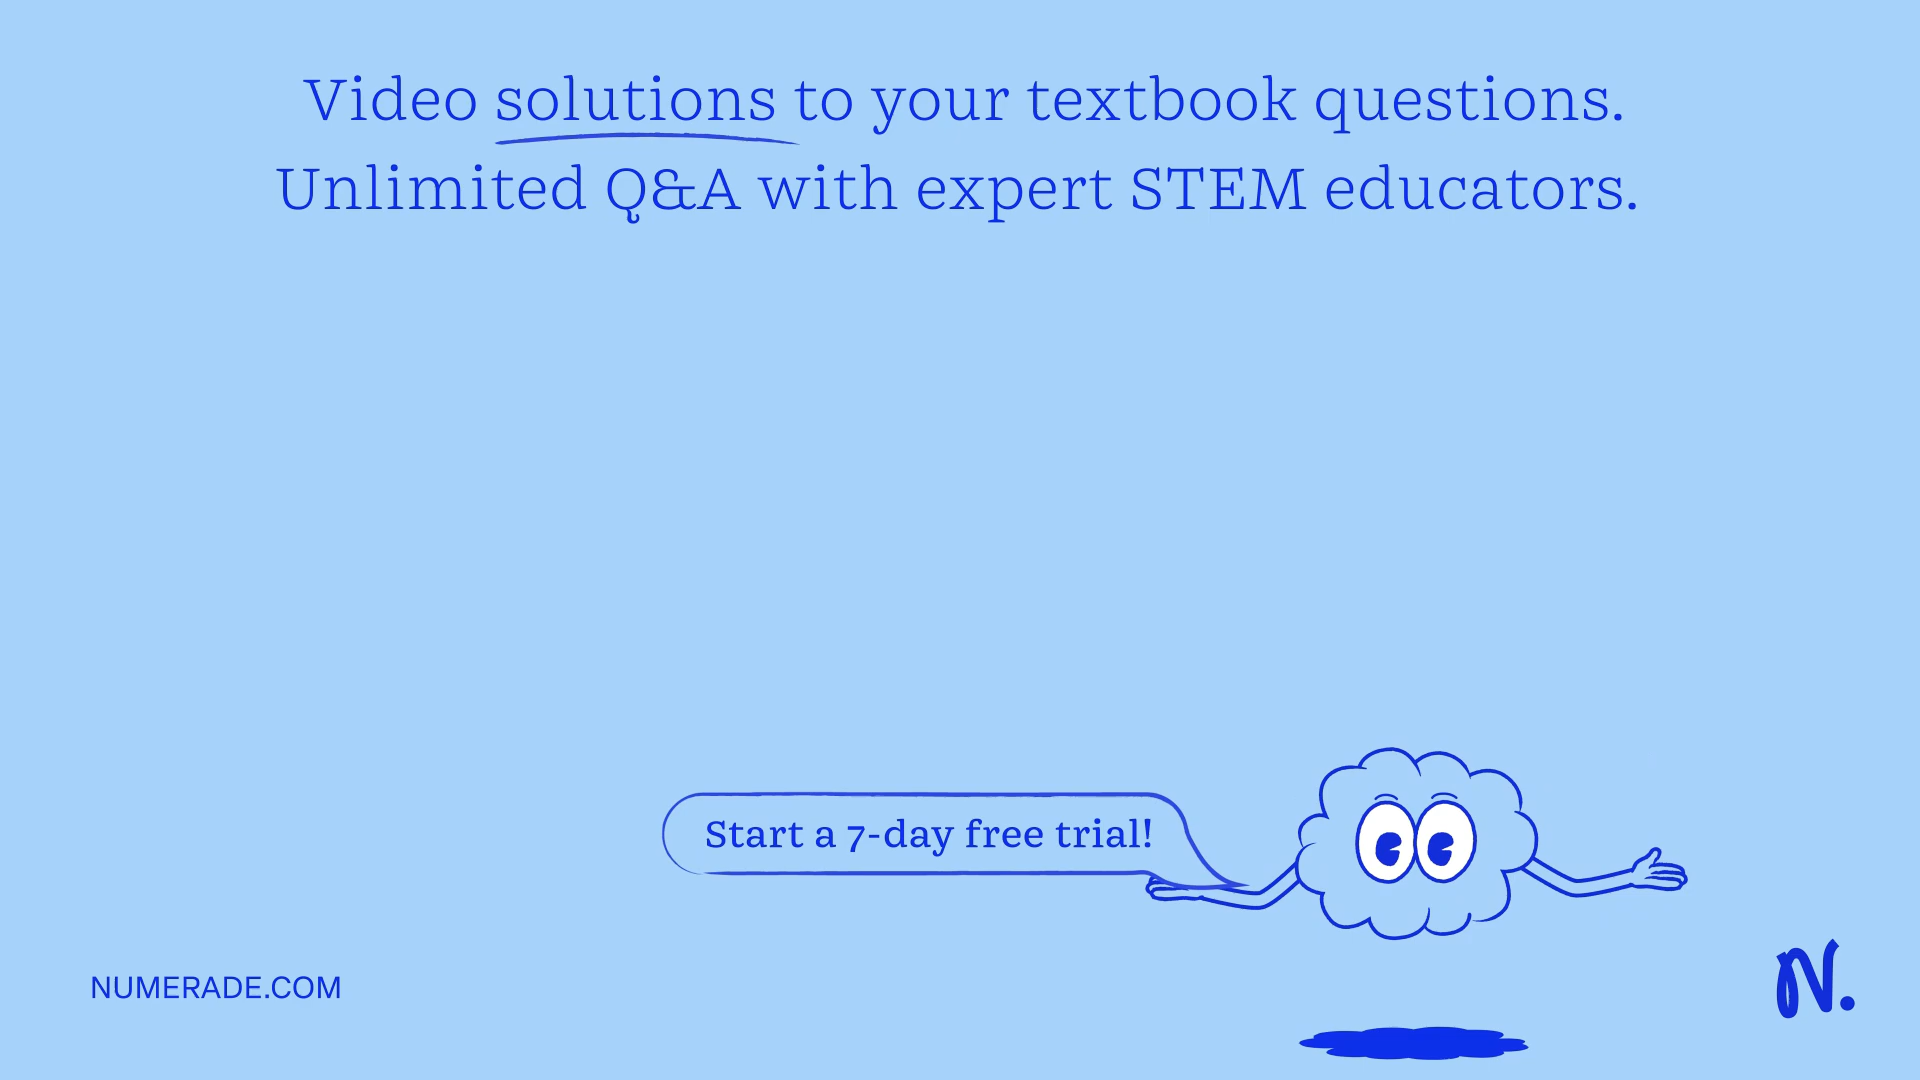 Video solutions to your textbook questions.
Unlimited Q&A with expert STEM educators.
Start a 7-day free trial!
NUMERADE.COM
N.